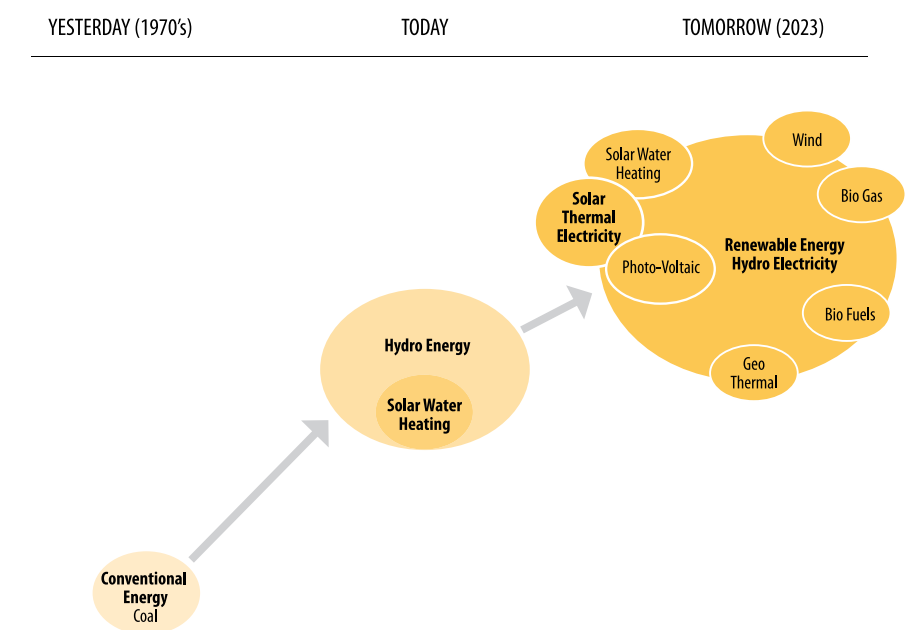 YESTERDAY (1970's)
TODAY
TOMORROW (2023)
Wind
Solar Water
Heating
Bio Gas
Solar
Thermal
Electricity
Renewable Energy
Hydro Electricity
Photo-Voltaic
Bio Fuels
Geo
Thermal
Hydro Energy
Solar Water
Heating
Conventional
Energy
Coal